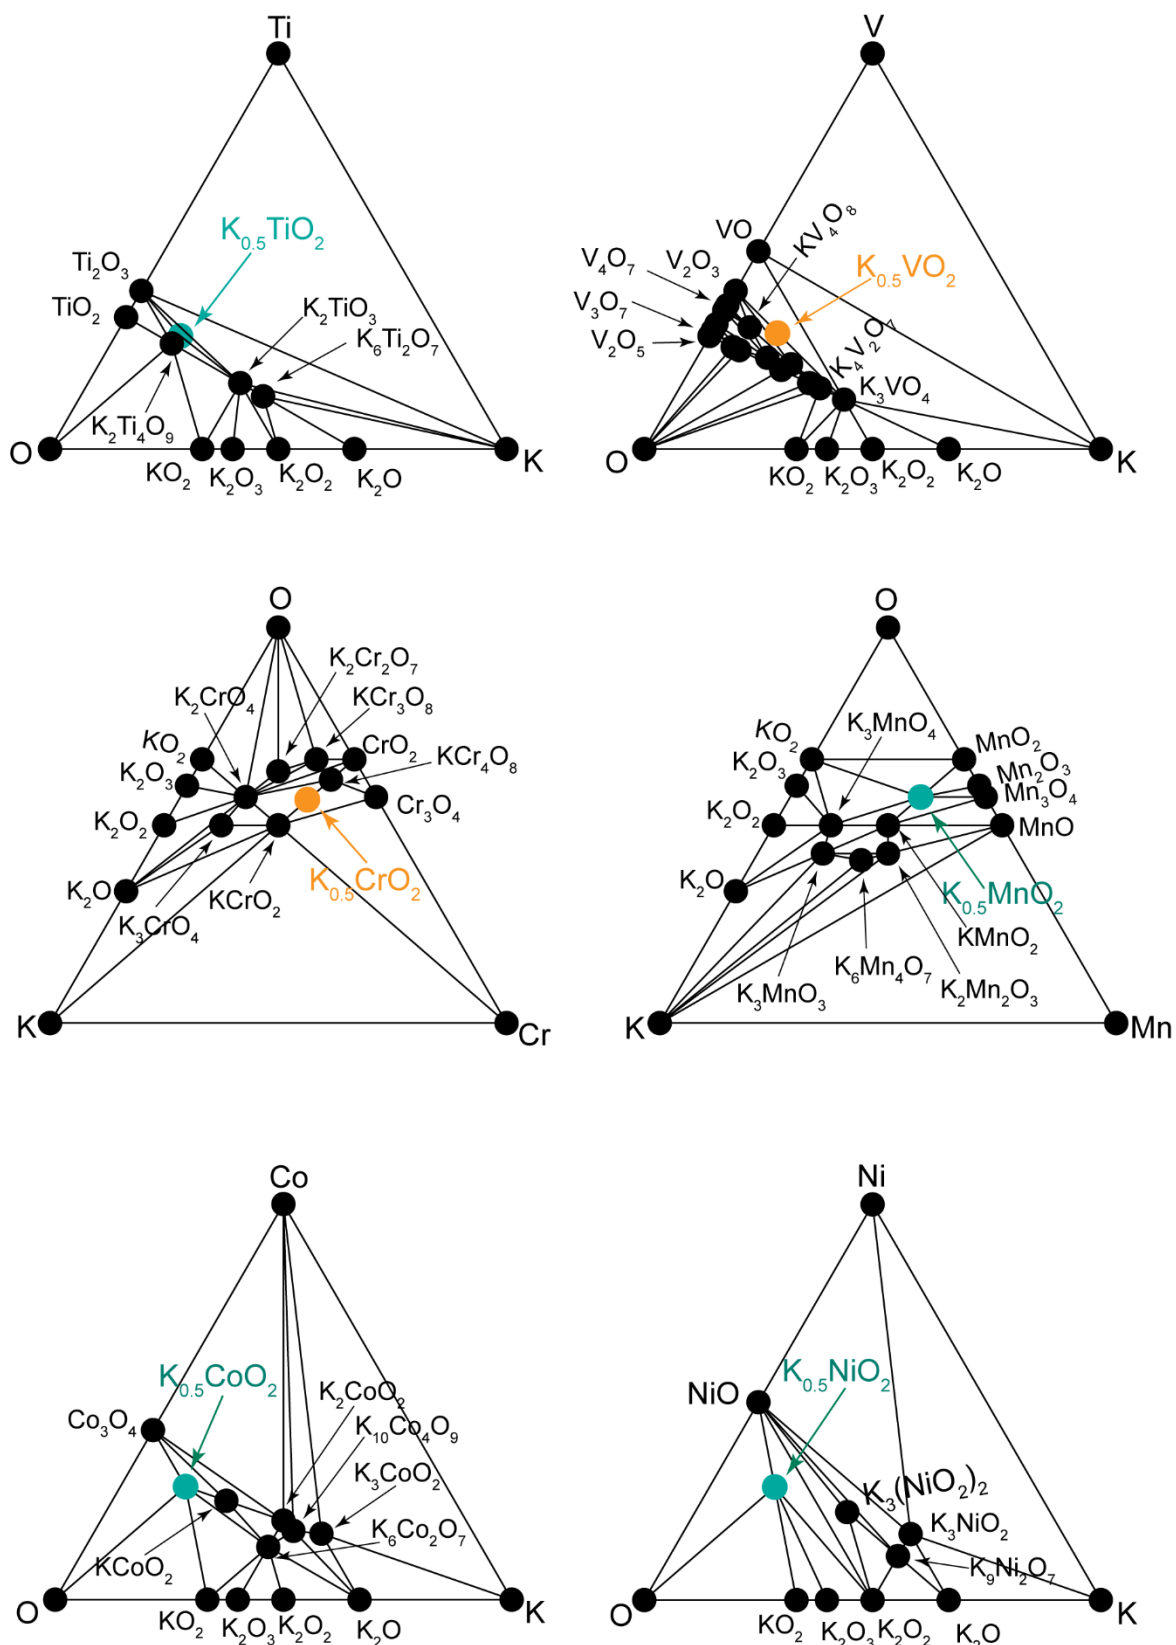 Ti
K₀.₅TiO₂
Ti₂O₃
TiO₂
K₂TiO₃
K₆Ti₂O₇
K₂Ti₄O₉
O
K
KO₂
K₂O₃
K₂O₂
K₂O
V
VO
KV₄O₈
V₄O₇
V₂O₃
K₀.₅VO₂
V₃O₇
V₂O₅
K₄V₂O₇
K₃VO₄
O
K
KO₂
K₂O₃
K₂O₂
K₂O
O
K₂Cr₂O₇
K₂CrO₄
KCr₃O₈
KO₂
CrO₂
KCr₄O₈
K₂O₃
Cr₃O₄
K₂O₂
K₂O
K₀.₅CrO₂
KCrO₂
K₃CrO₄
K
Cr
O
K₃MnO₄
KO₂
MnO₂
K₂O₃
Mn₂O₃
Mn₃O₄
K₂O₂
MnO
K₂O
K₀.₅MnO₂
KMnO₂
K₆Mn₄O₇
K₃MnO₃
K₂Mn₂O₃
K
Mn
Co
K₀.₅CoO₂
K₂CoO₂
Co₃O₄
K₁₀Co₄O₉
K₃CoO₂
K₆Co₂O₇
KCoO₂
O
K
KO₂
K₂O₃
K₂O₂
K₂O
Ni
K₀.₅NiO₂
NiO
K₃(NiO₂)₂
K₃NiO₂
K₉Ni₂O₇
O
K
KO₂
K₂O₃
K₂O₂
K₂O